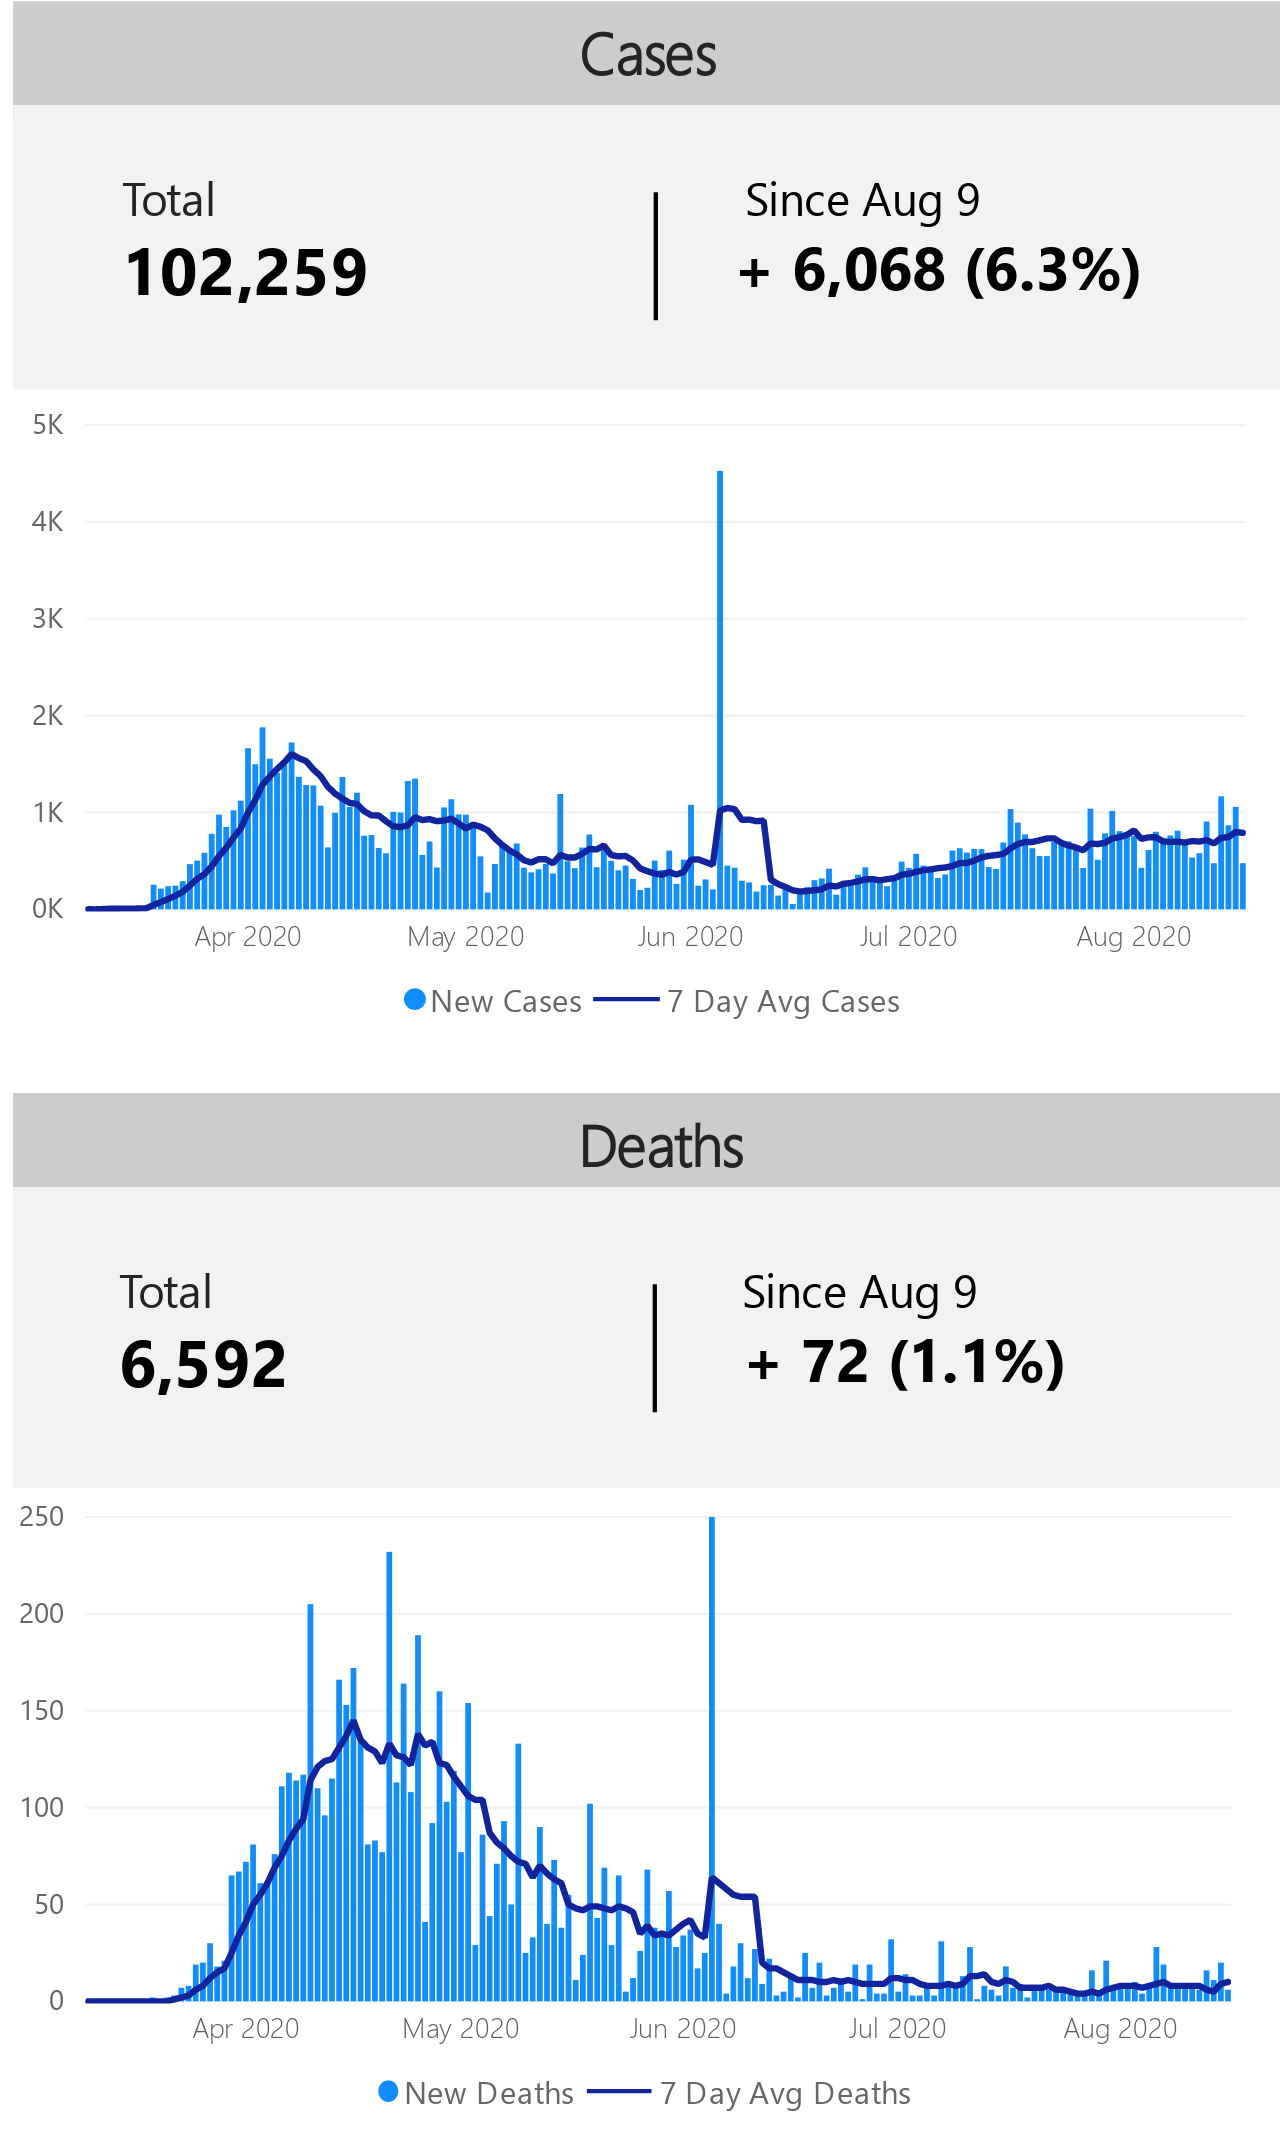 Cases
Total
Since Aug 9
102,259
+ 6,068 (6.3%)
5K
4K
3K
2K
1K
0K
Apr 2020
May 2020
Jun 2020
Jul 2020
Aug 2020
New Cases
7 Day Avg Cases
Deaths
Total
Since Aug 9
6,592
+ 72 (1.1%)
250
200
150
100
50
0
Apr 2020
May 2020
Jun 2020
Jul 2020
Aug 2020
New Deaths
7 Day Avg Deaths